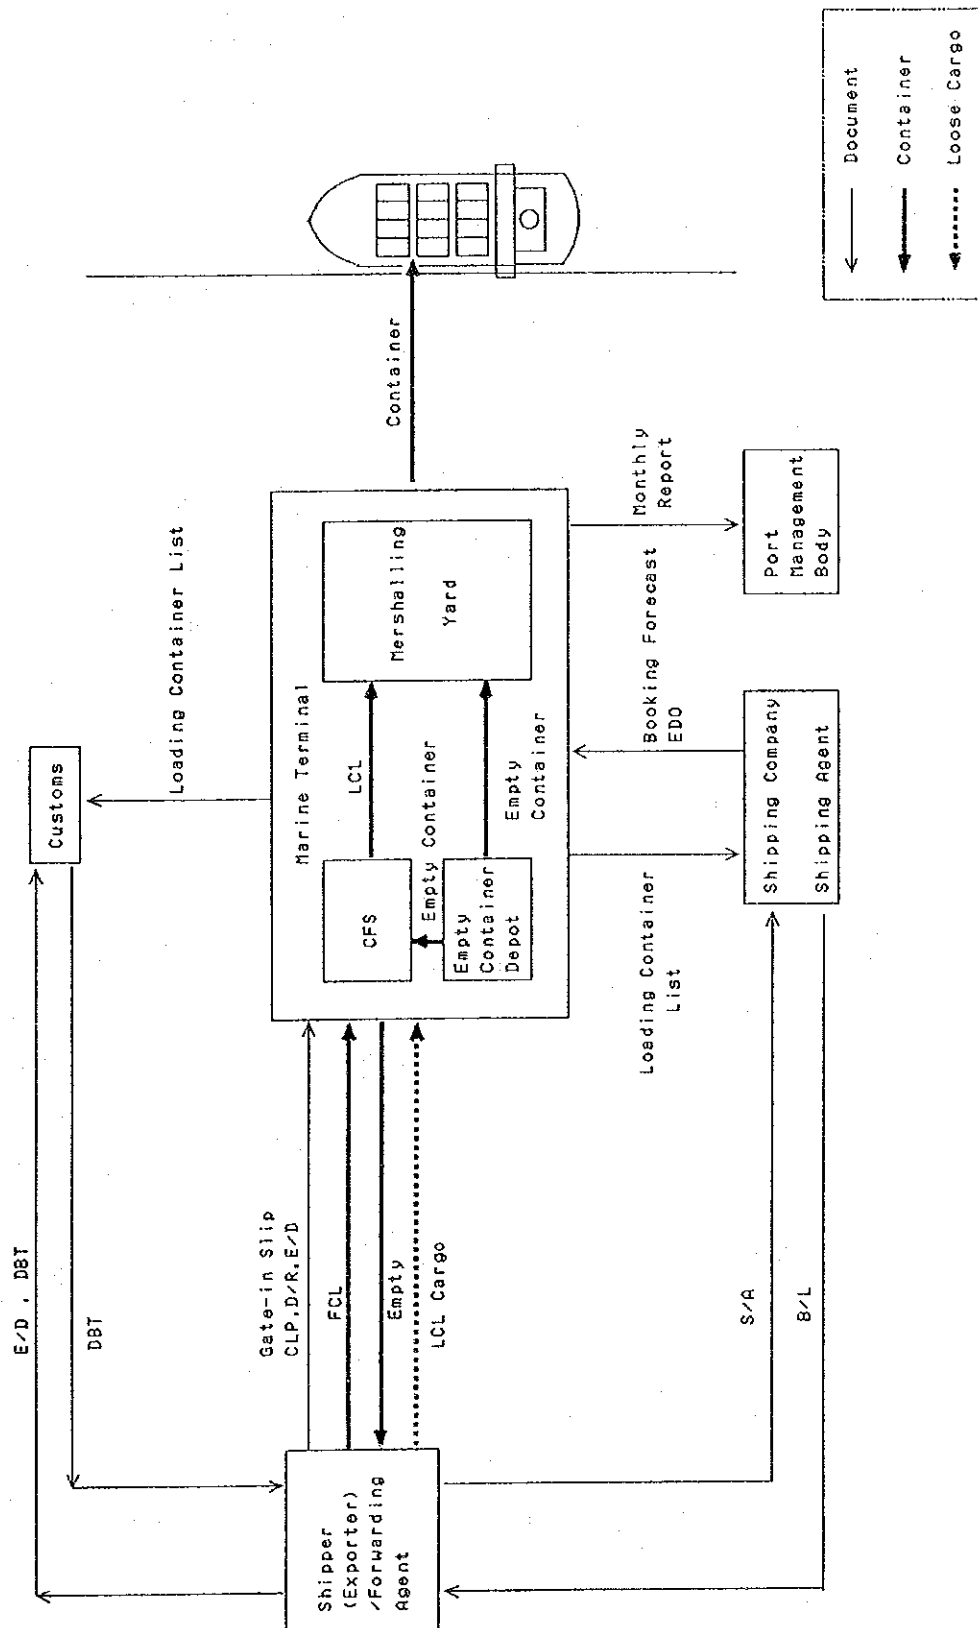 E/D, DBT
DBT
Customs
Loading Container List
Shipper
(Exporter)
/Forwarding
Agent
Gate-in Slip
CLP,D/R,E/D
FCL
Empty
LCL Cargo
Marine Terminal
CFS
LCL
Empty Container
Empty
Container
Depot
Empty
Container
Mershalling
Yard
Container
Loading Container
List
Booking Forecast
EDO
Monthly
Report
S/A
B/L
Shipping Company
Shipping Agent
Port
Management
Body
Document
Container
Loose Cargo